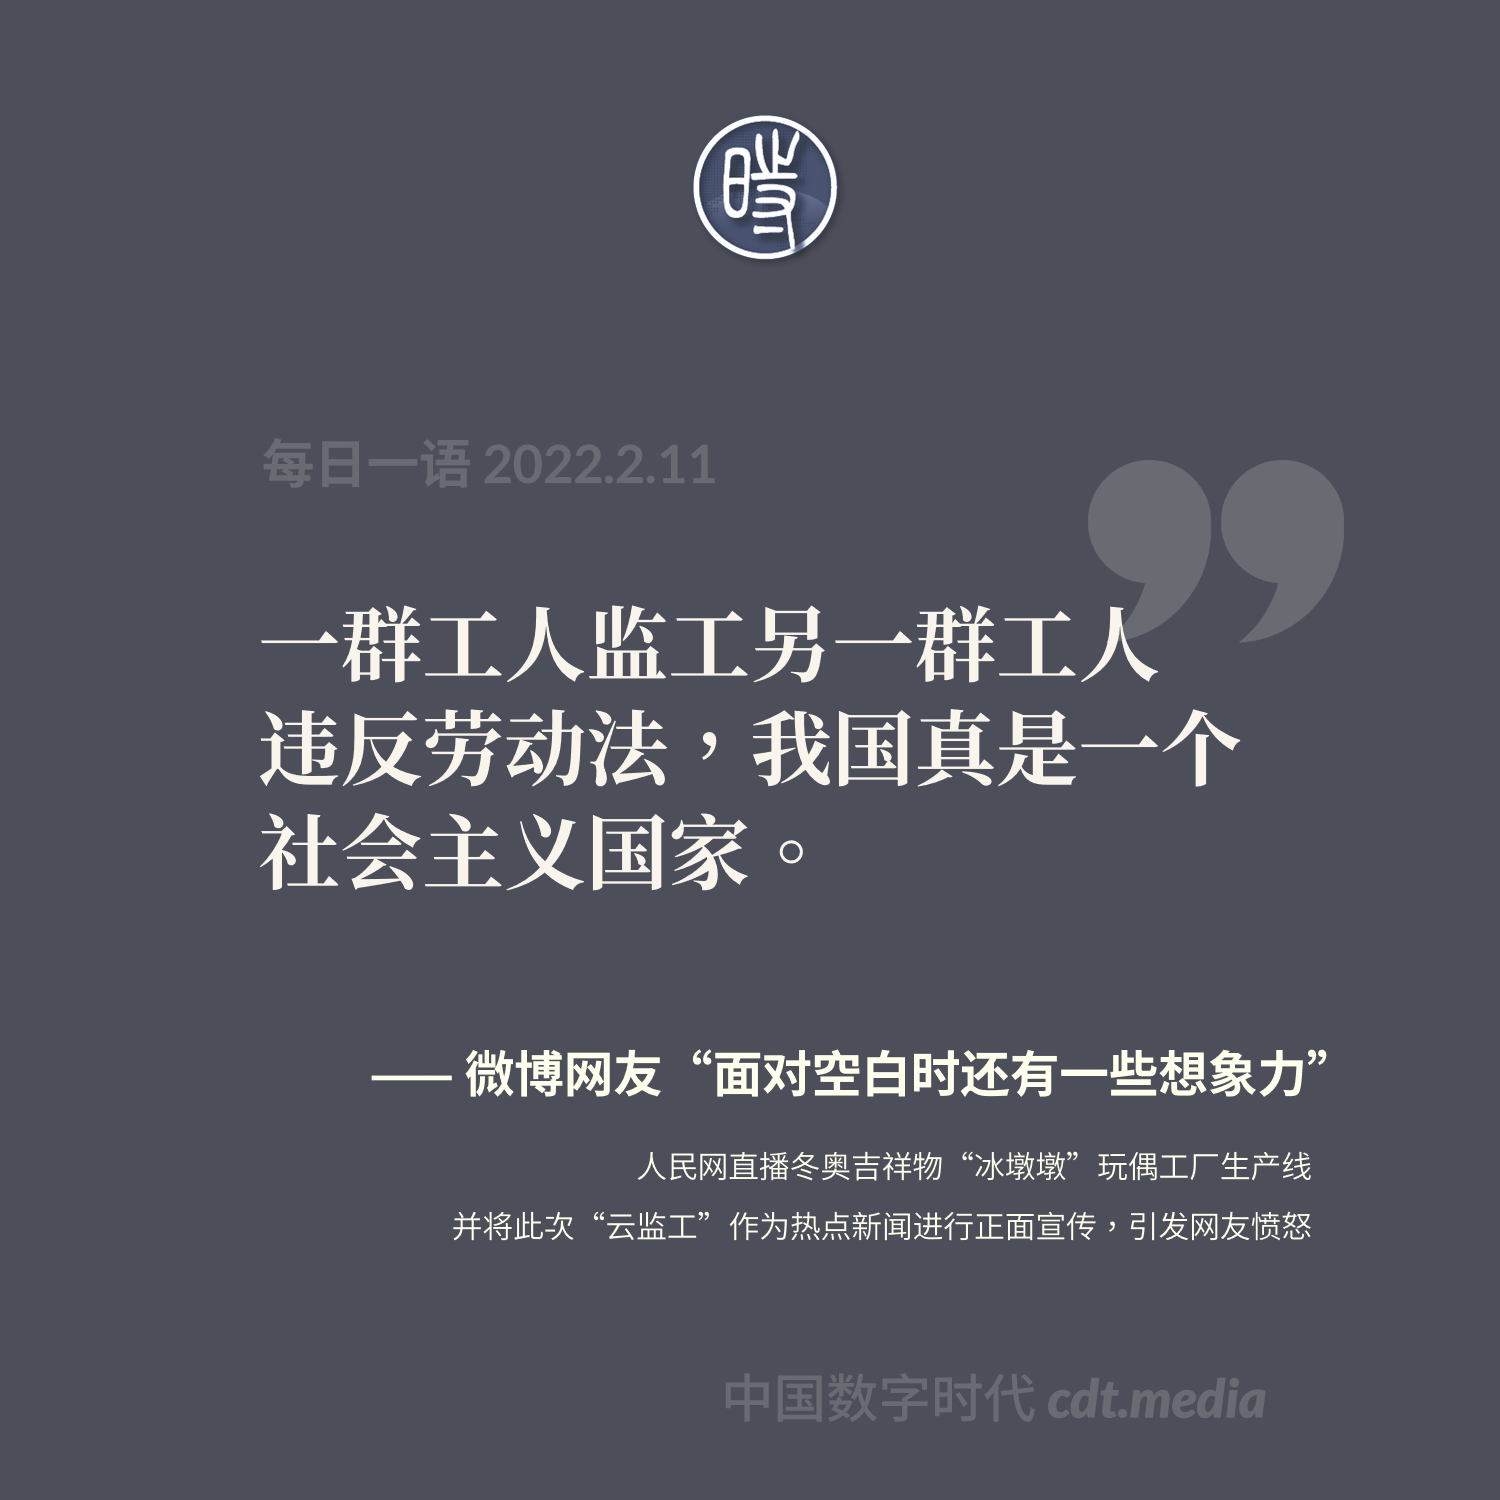 時
每日一语 2022.2.11
一群工人监工另一群工人
违反劳动法，我国真是一个
社会主义国家。
—— 微博网友“面对空白时还有一些想象力”
人民网直播冬奥吉祥物“冰墩墩”玩偶工厂生产线
并将此次“云监工”作为热点新闻进行正面宣传，引发网友愤怒
中国数字时代 cdt.media